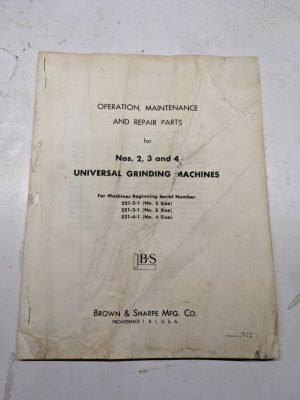 OPERATION, MAINTENANCE
AND REPAIR PARTS
for
Nos. 2, 3 and 4
UNIVERSAL GRINDING MACHINES
For Machines Beginning Serial Number
521-2-1 (No. 2 Size)
521-3-1 (No. 3 Size)
521-4-1 (No. 4 Size)
B·S
BROWN & SHARPE MFG. CO.
PROVIDENCE 1, R. I., U. S. A.